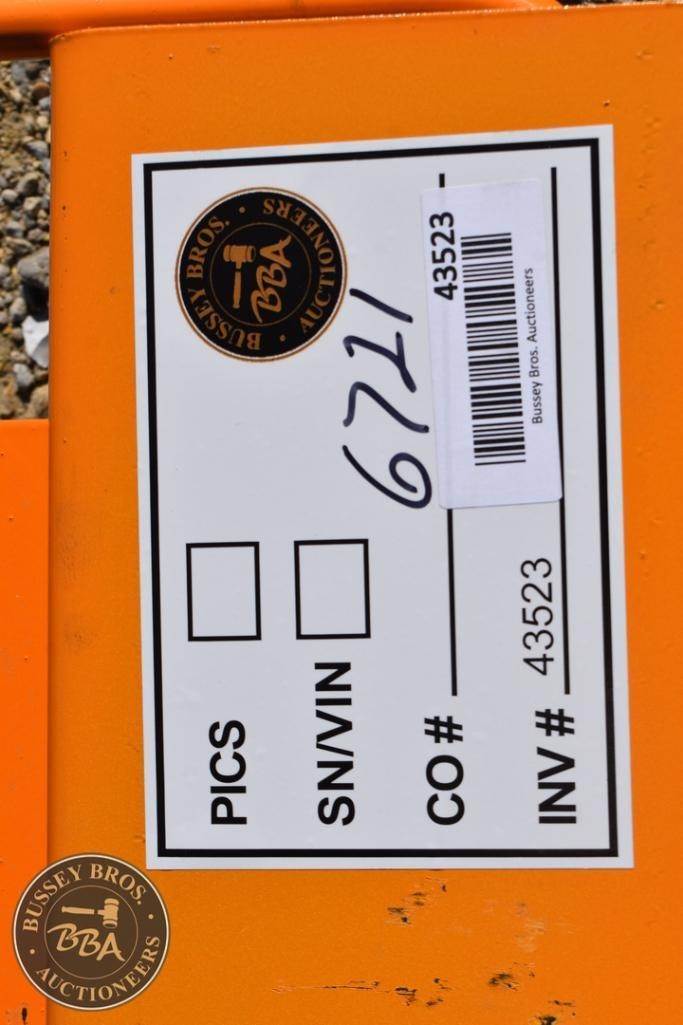 BUSSEY BROS. · AUCTIONEERS ·
BBA
PICS
SN/VIN
6721
CO #
43523
Bussey Bros. Auctioneers
INV # 43523
BUSSEY BROS. · AUCTIONEERS ·
BBA